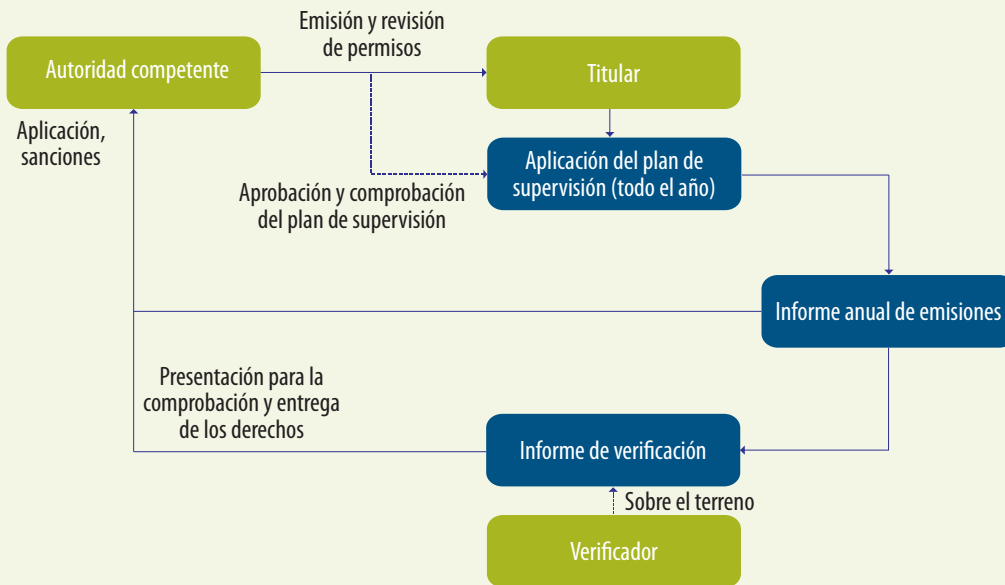 Emisión y revisión
de permisos
Autoridad competente
Titular
Aplicación,
sanciones
Aplicación del plan de
supervisión (todo el año)
Aprobación y comprobación
del plan de supervisión
Informe anual de emisiones
Presentación para la
comprobación y entrega
de los derechos
Informe de verificación
Sobre el terreno
Verificador